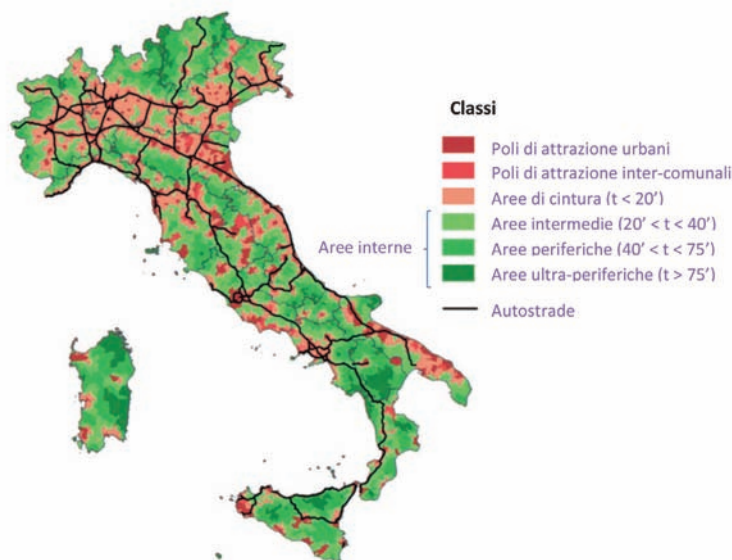 Classi
Poli di attrazione urbani
Poli di attrazione inter-comunali
Aree di cintura (t < 20')
Aree interne
Aree intermedie (20' < t < 40')
Aree periferiche (40' < t < 75')
Aree ultra-periferiche (t > 75')
Autostrade